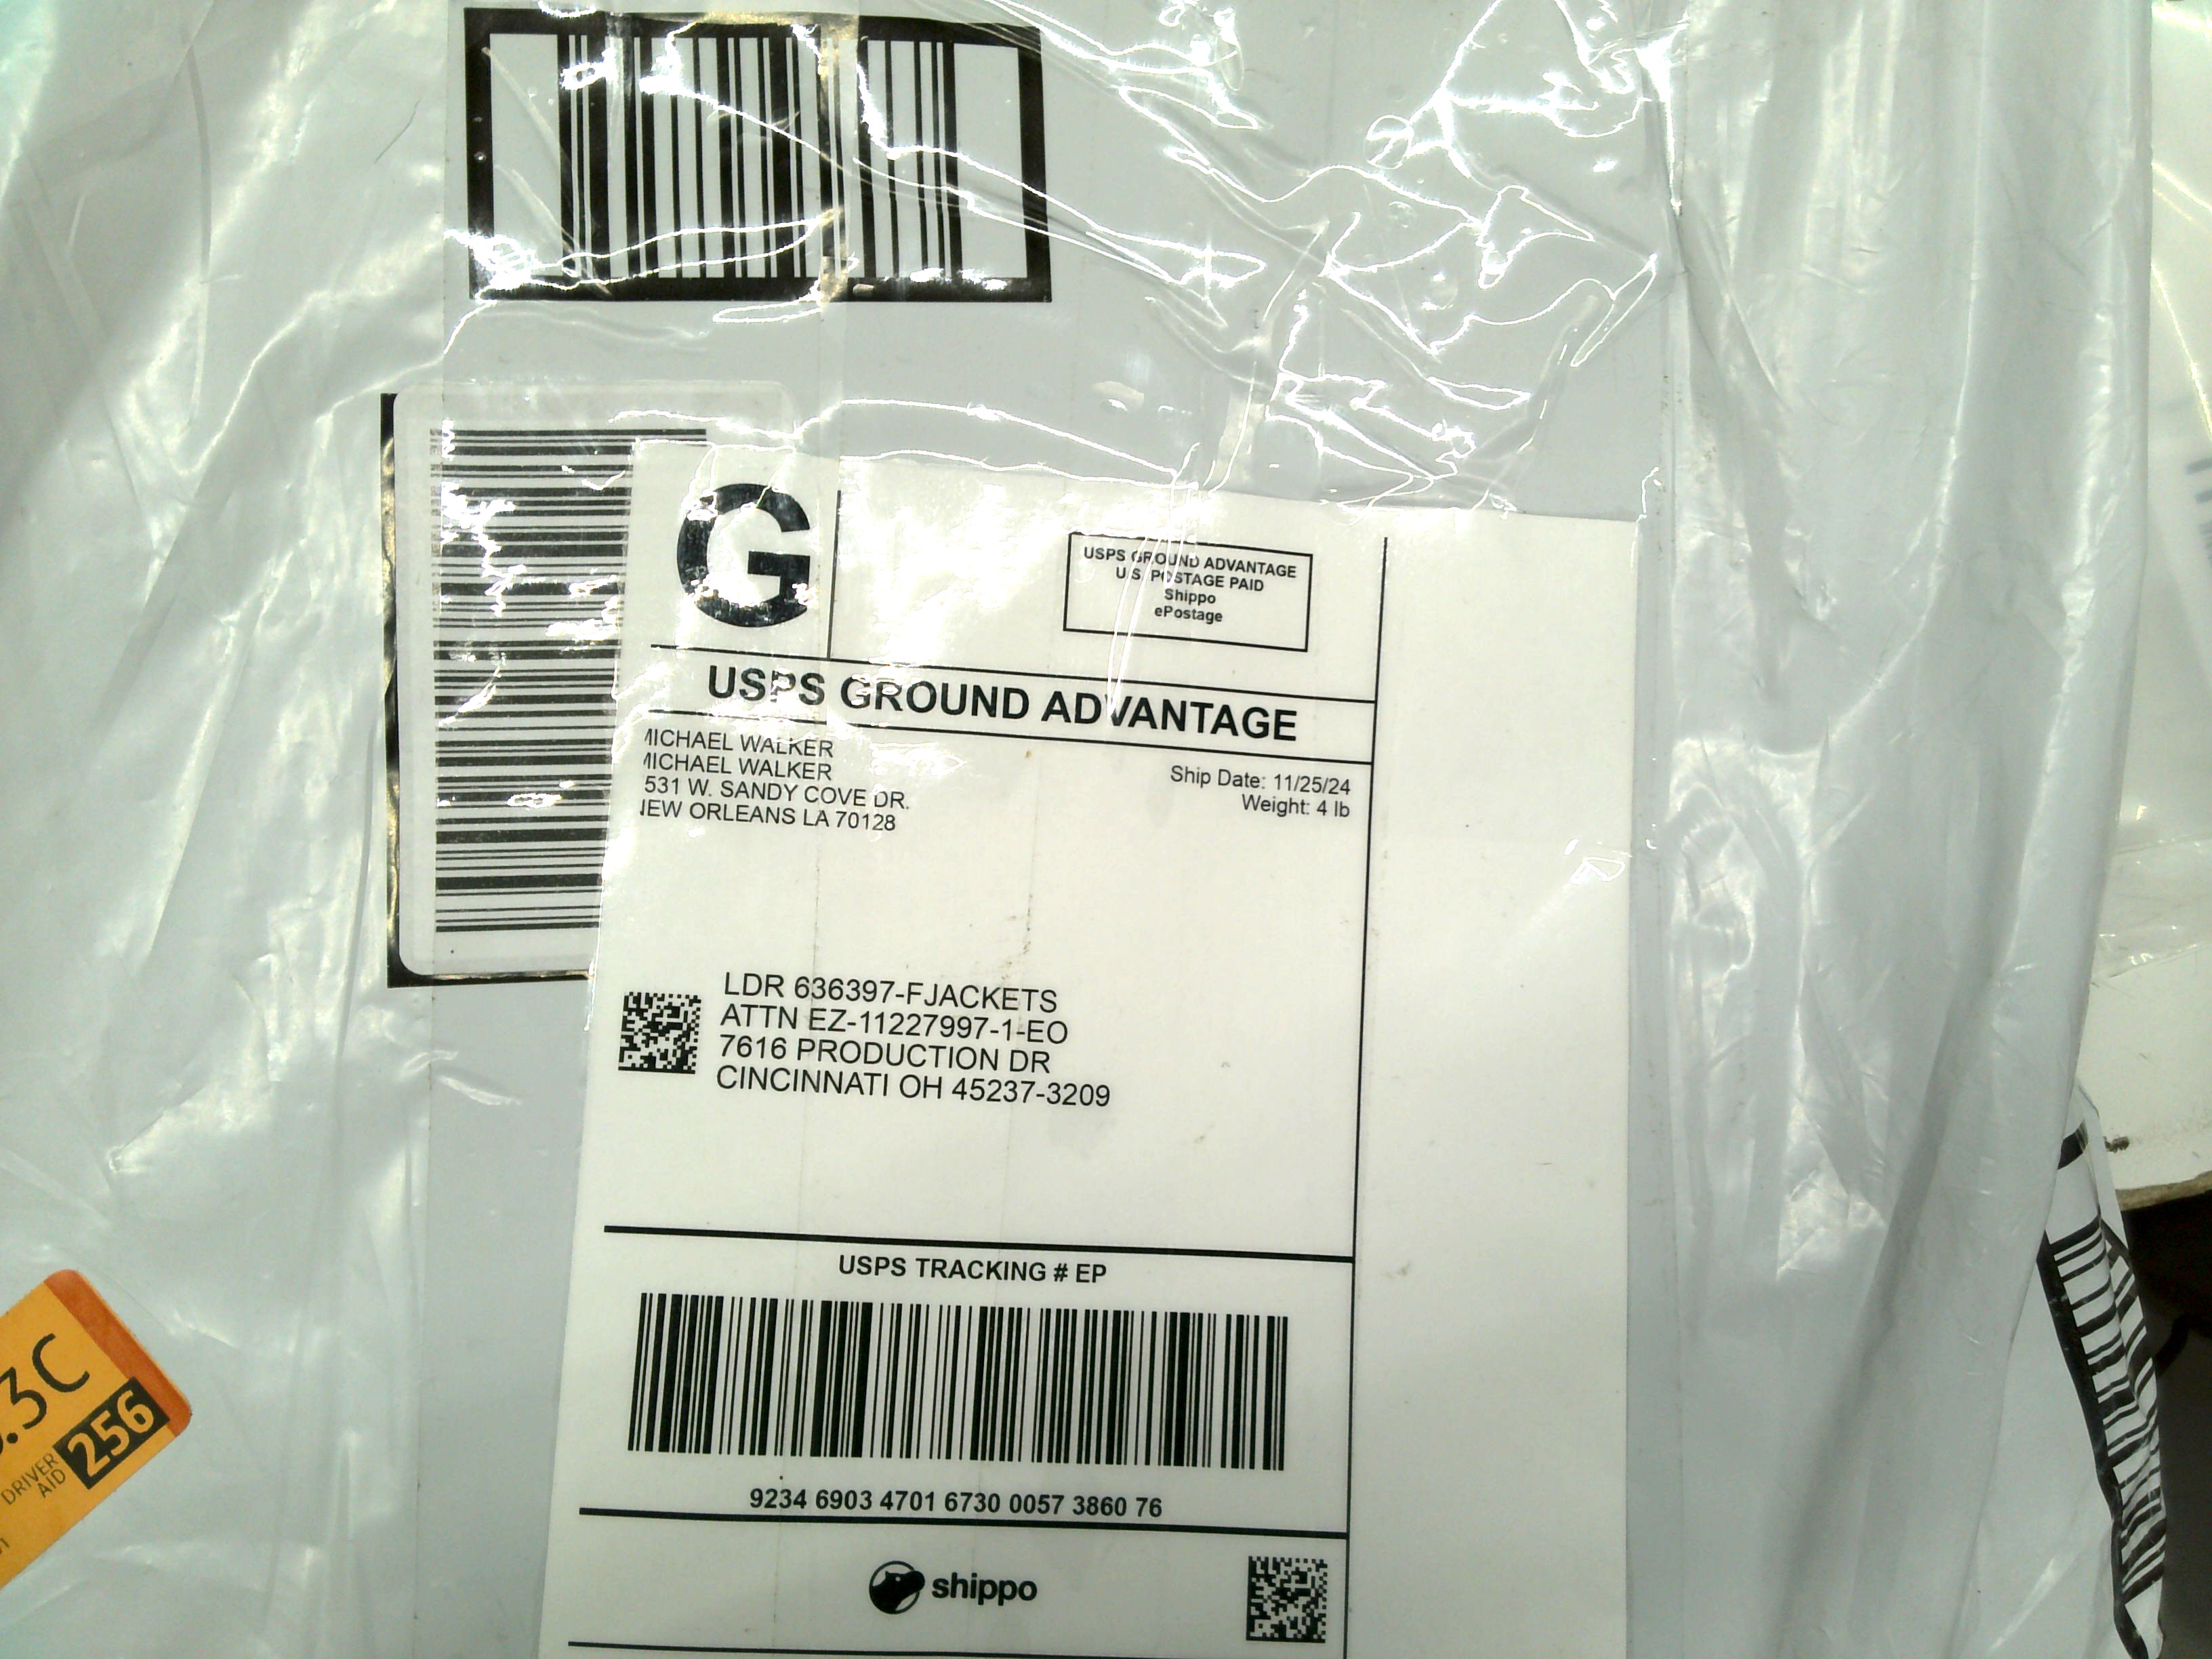 G
USPS GROUND ADVANTAGE
U.S. POSTAGE PAID
Shippo
ePostage
USPS GROUND ADVANTAGE
MICHAEL WALKER
MICHAEL WALKER
531 W. SANDY COVE DR.
NEW ORLEANS LA 70128
Ship Date: 11/25/24
Weight: 4 lb
LDR 636397-FJACKETS
ATTN EZ-11227997-1-EO
7616 PRODUCTION DR
CINCINNATI OH 45237-3209
USPS TRACKING # EP
9234 6903 4701 6730 0057 3860 76
shippo
.3C
DRIVER
AID
256